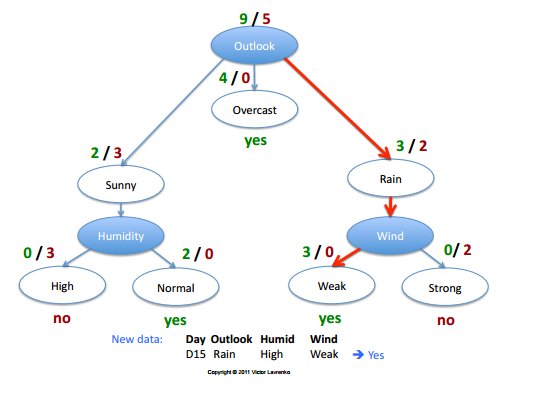 9 / 5
Outlook
4 / 0
Overcast
yes
2 / 3
3 / 2
Sunny
Rain
Humidity
Wind
0 / 3
2 / 0
3 / 0
0/ 2
High
Normal
Weak
Strong
no
yes
yes
no
New data: Day Outlook Humid Wind
D15 Rain High Weak ➔ Yes
Copyright © 2011 Victor Lavrenko